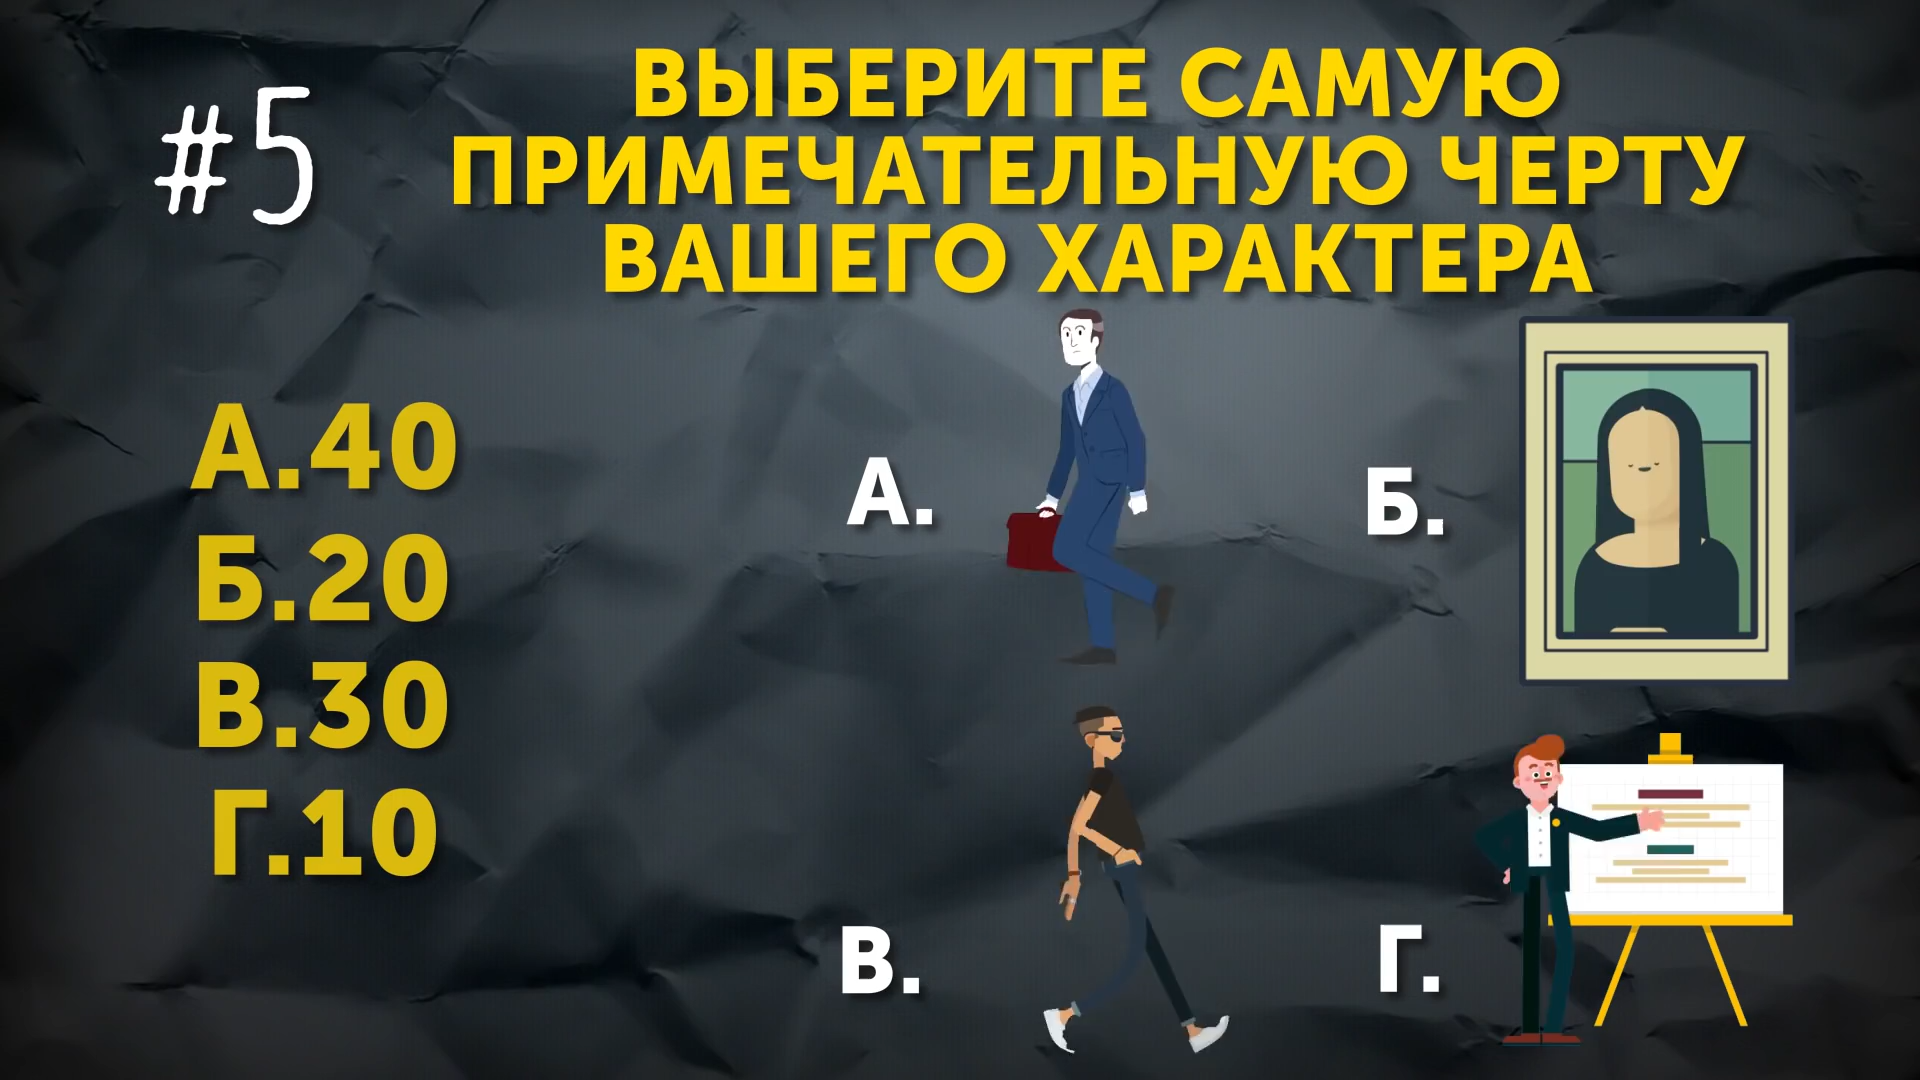 #5
ВЫБЕРИТЕ САМУЮ
ПРИМЕЧАТЕЛЬНУЮ ЧЕРТУ
ВАШЕГО ХАРАКТЕРА
А.40
Б.20
В.30
Г.10
А.
Б.
В.
Г.